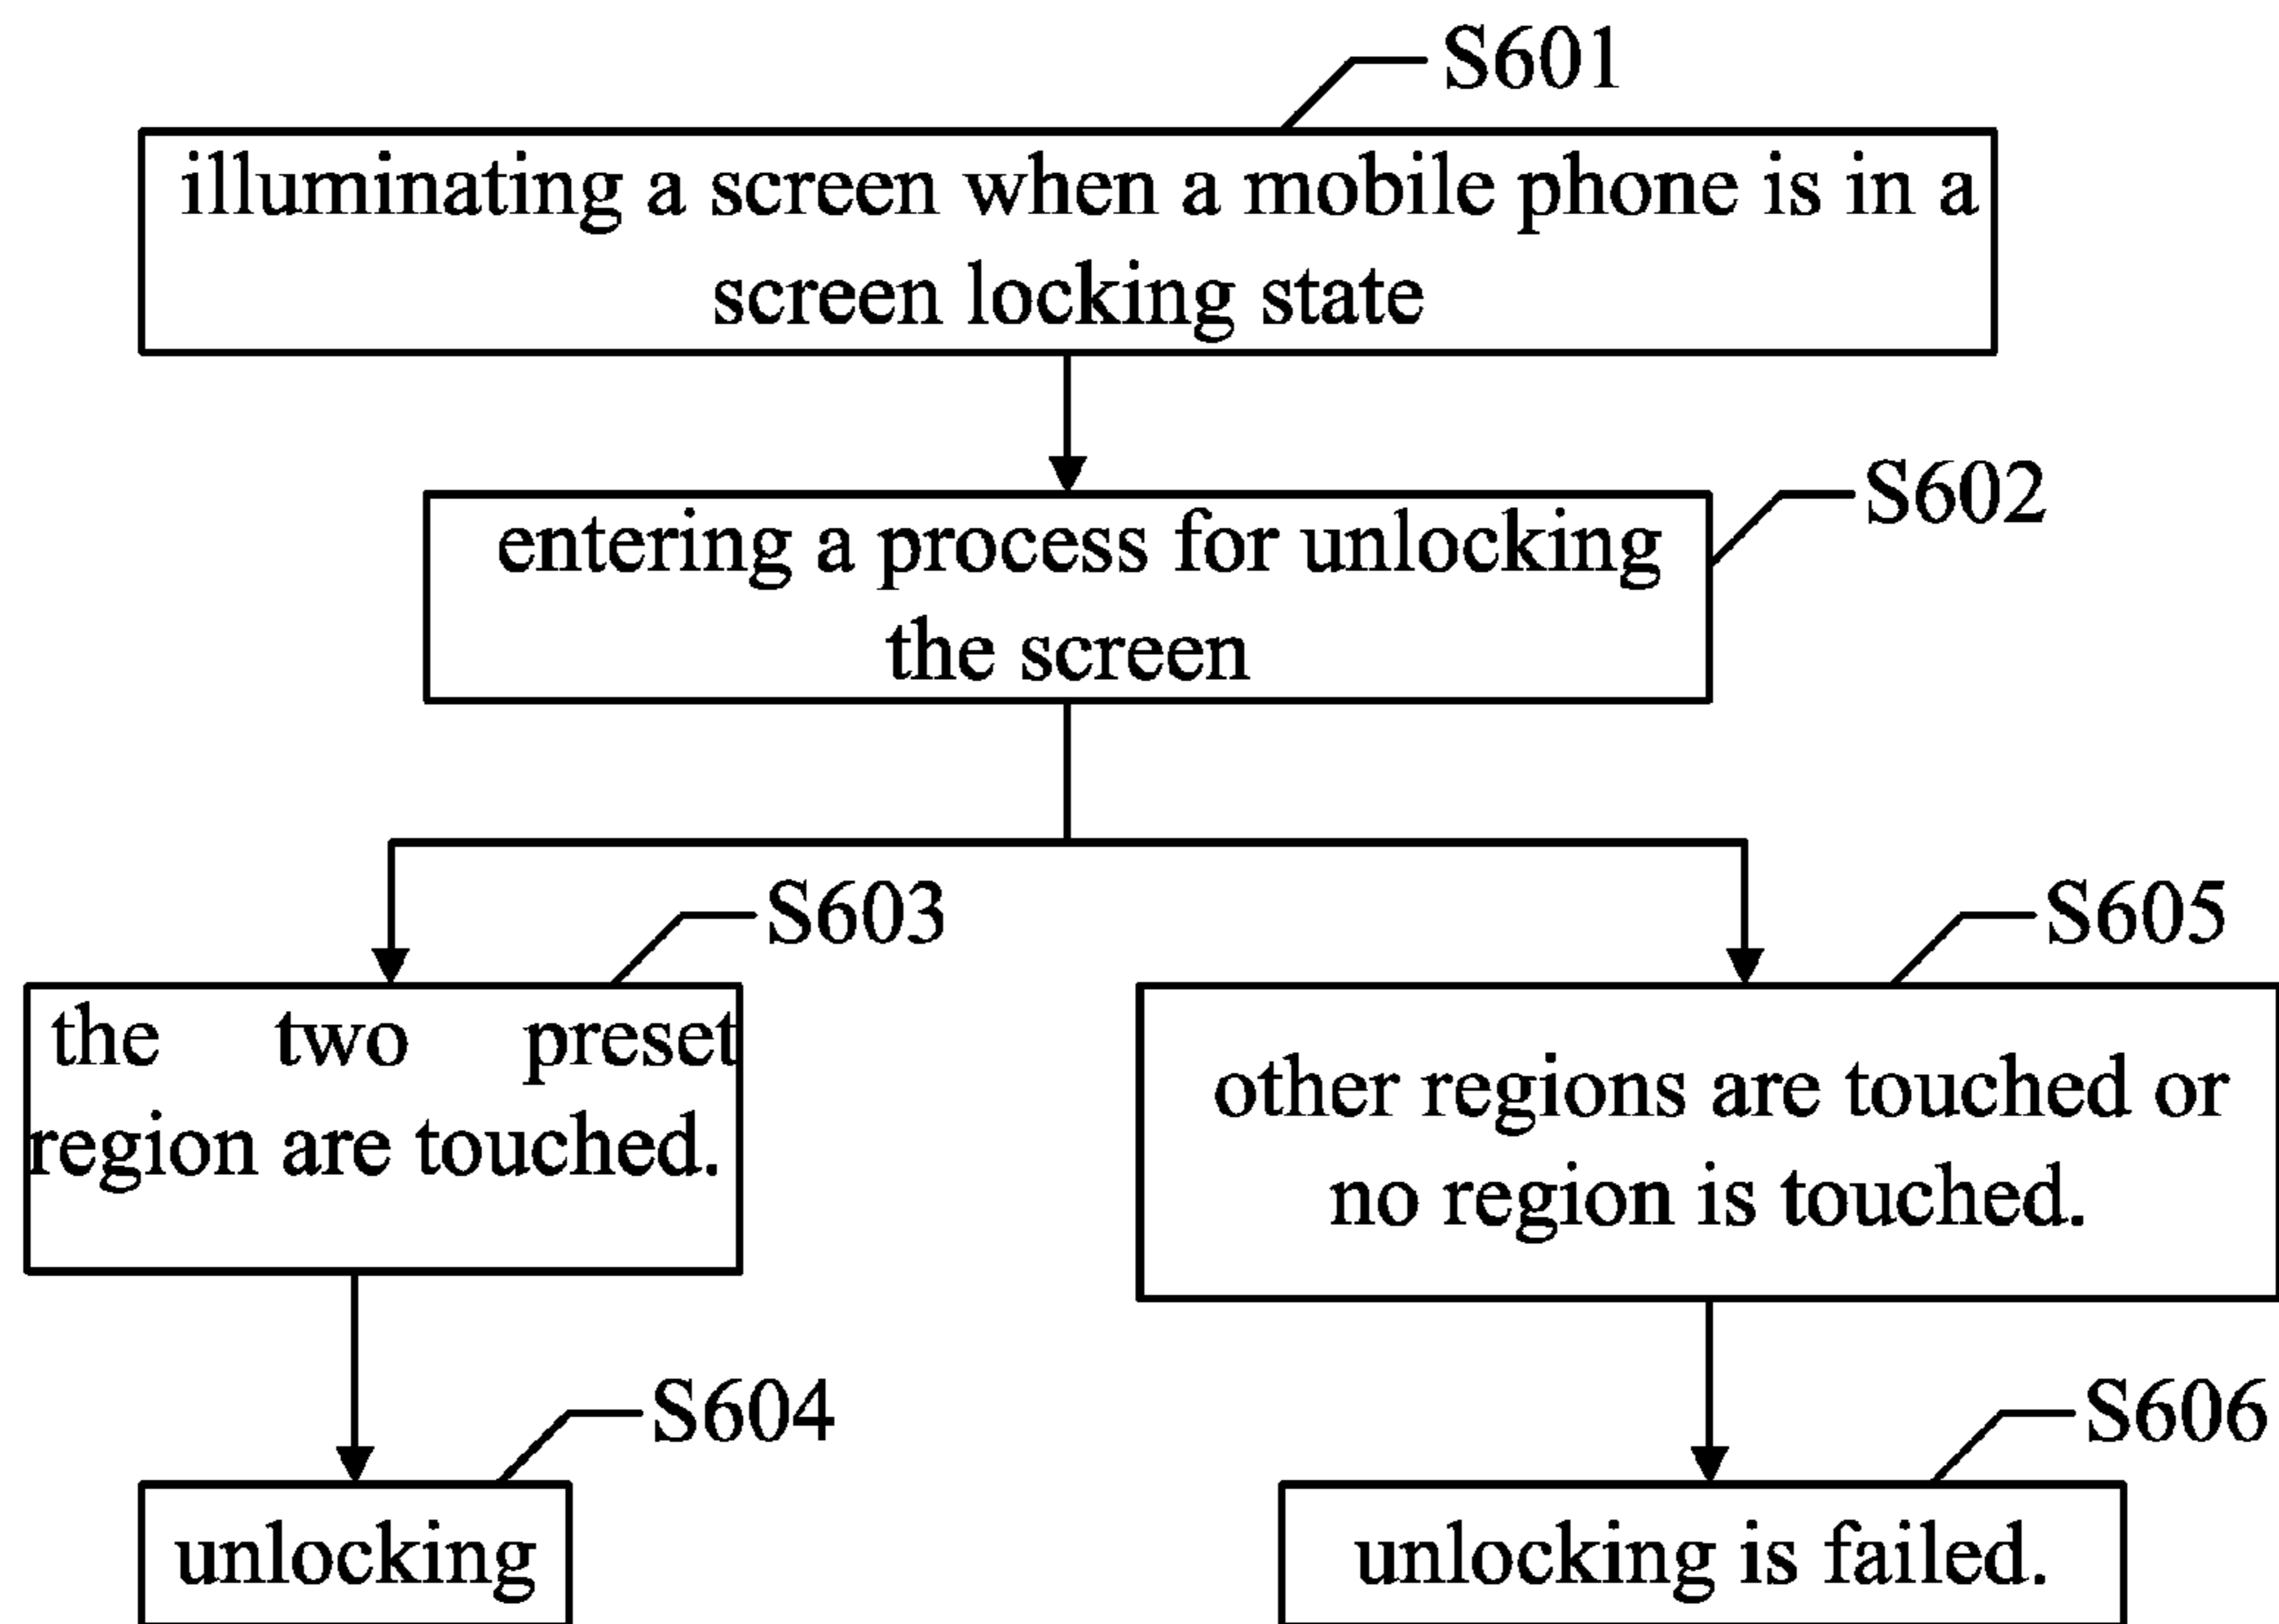 S601
illuminating a screen when a mobile phone is in a
screen locking state
S602
entering a process for unlocking
the screen
S603
the two preset
region are touched.
S605
other regions are touched or
no region is touched.
S604
unlocking
S606
unlocking is failed.